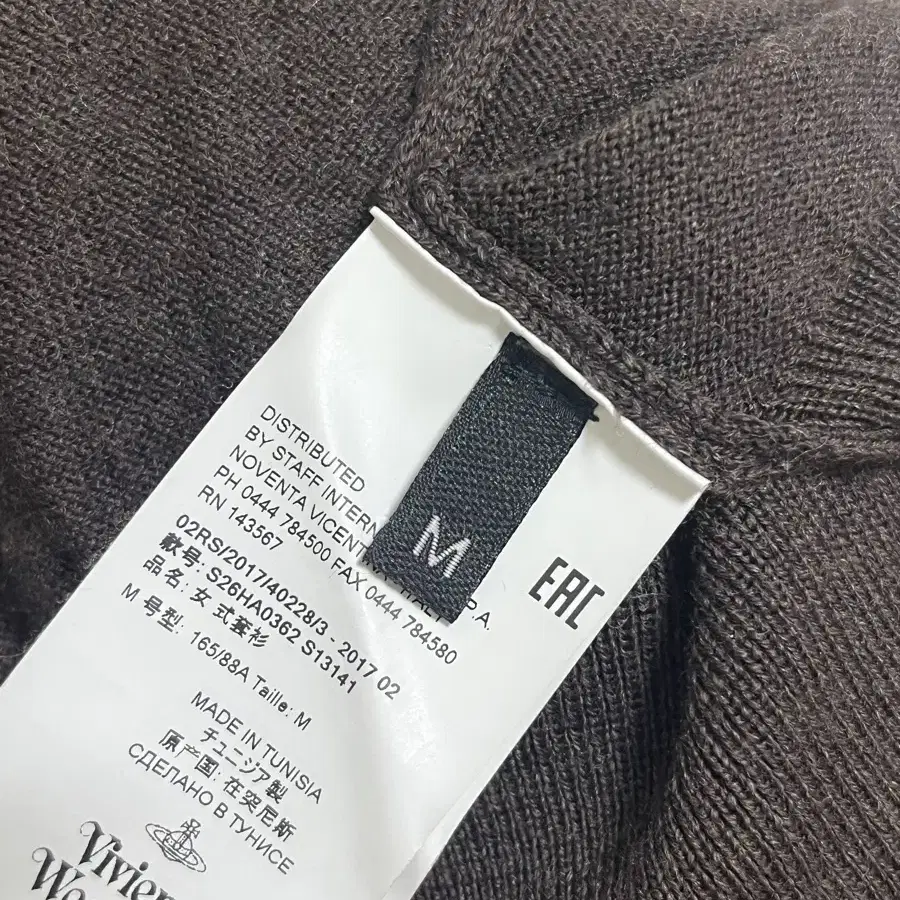 M
EAC
DISTRIBUTED
BY STAFF INTERN
NOVENTA VICENT
PH 0444 784500 FAX 0444 784580
RN 143567
02RS/2017/40228/3 - 2017 02
款号: S26HA0362 S13141
品名: 女式套衫
M 号型: 165/88A Taille: M
MADE IN TUNISIA
チュニジア製
原产国: 在突尼斯
СДЕЛАНО В ТУНИСЕ
Vivien